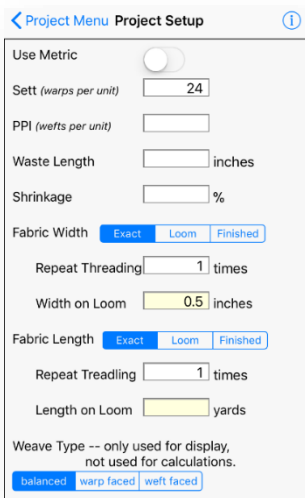 Project Menu Project Setup
Use Metric
Sett (warps per unit) 24
PPI (wefts per unit)
Waste Length inches
Shrinkage %
Fabric Width Exact Loom Finished
Repeat Threading 1 times
Width on Loom 0.5 inches
Fabric Length Exact Loom Finished
Repeat Treadling 1 times
Length on Loom yards
Weave Type -- only used for display,
not used for calculations.
balanced warp faced weft faced